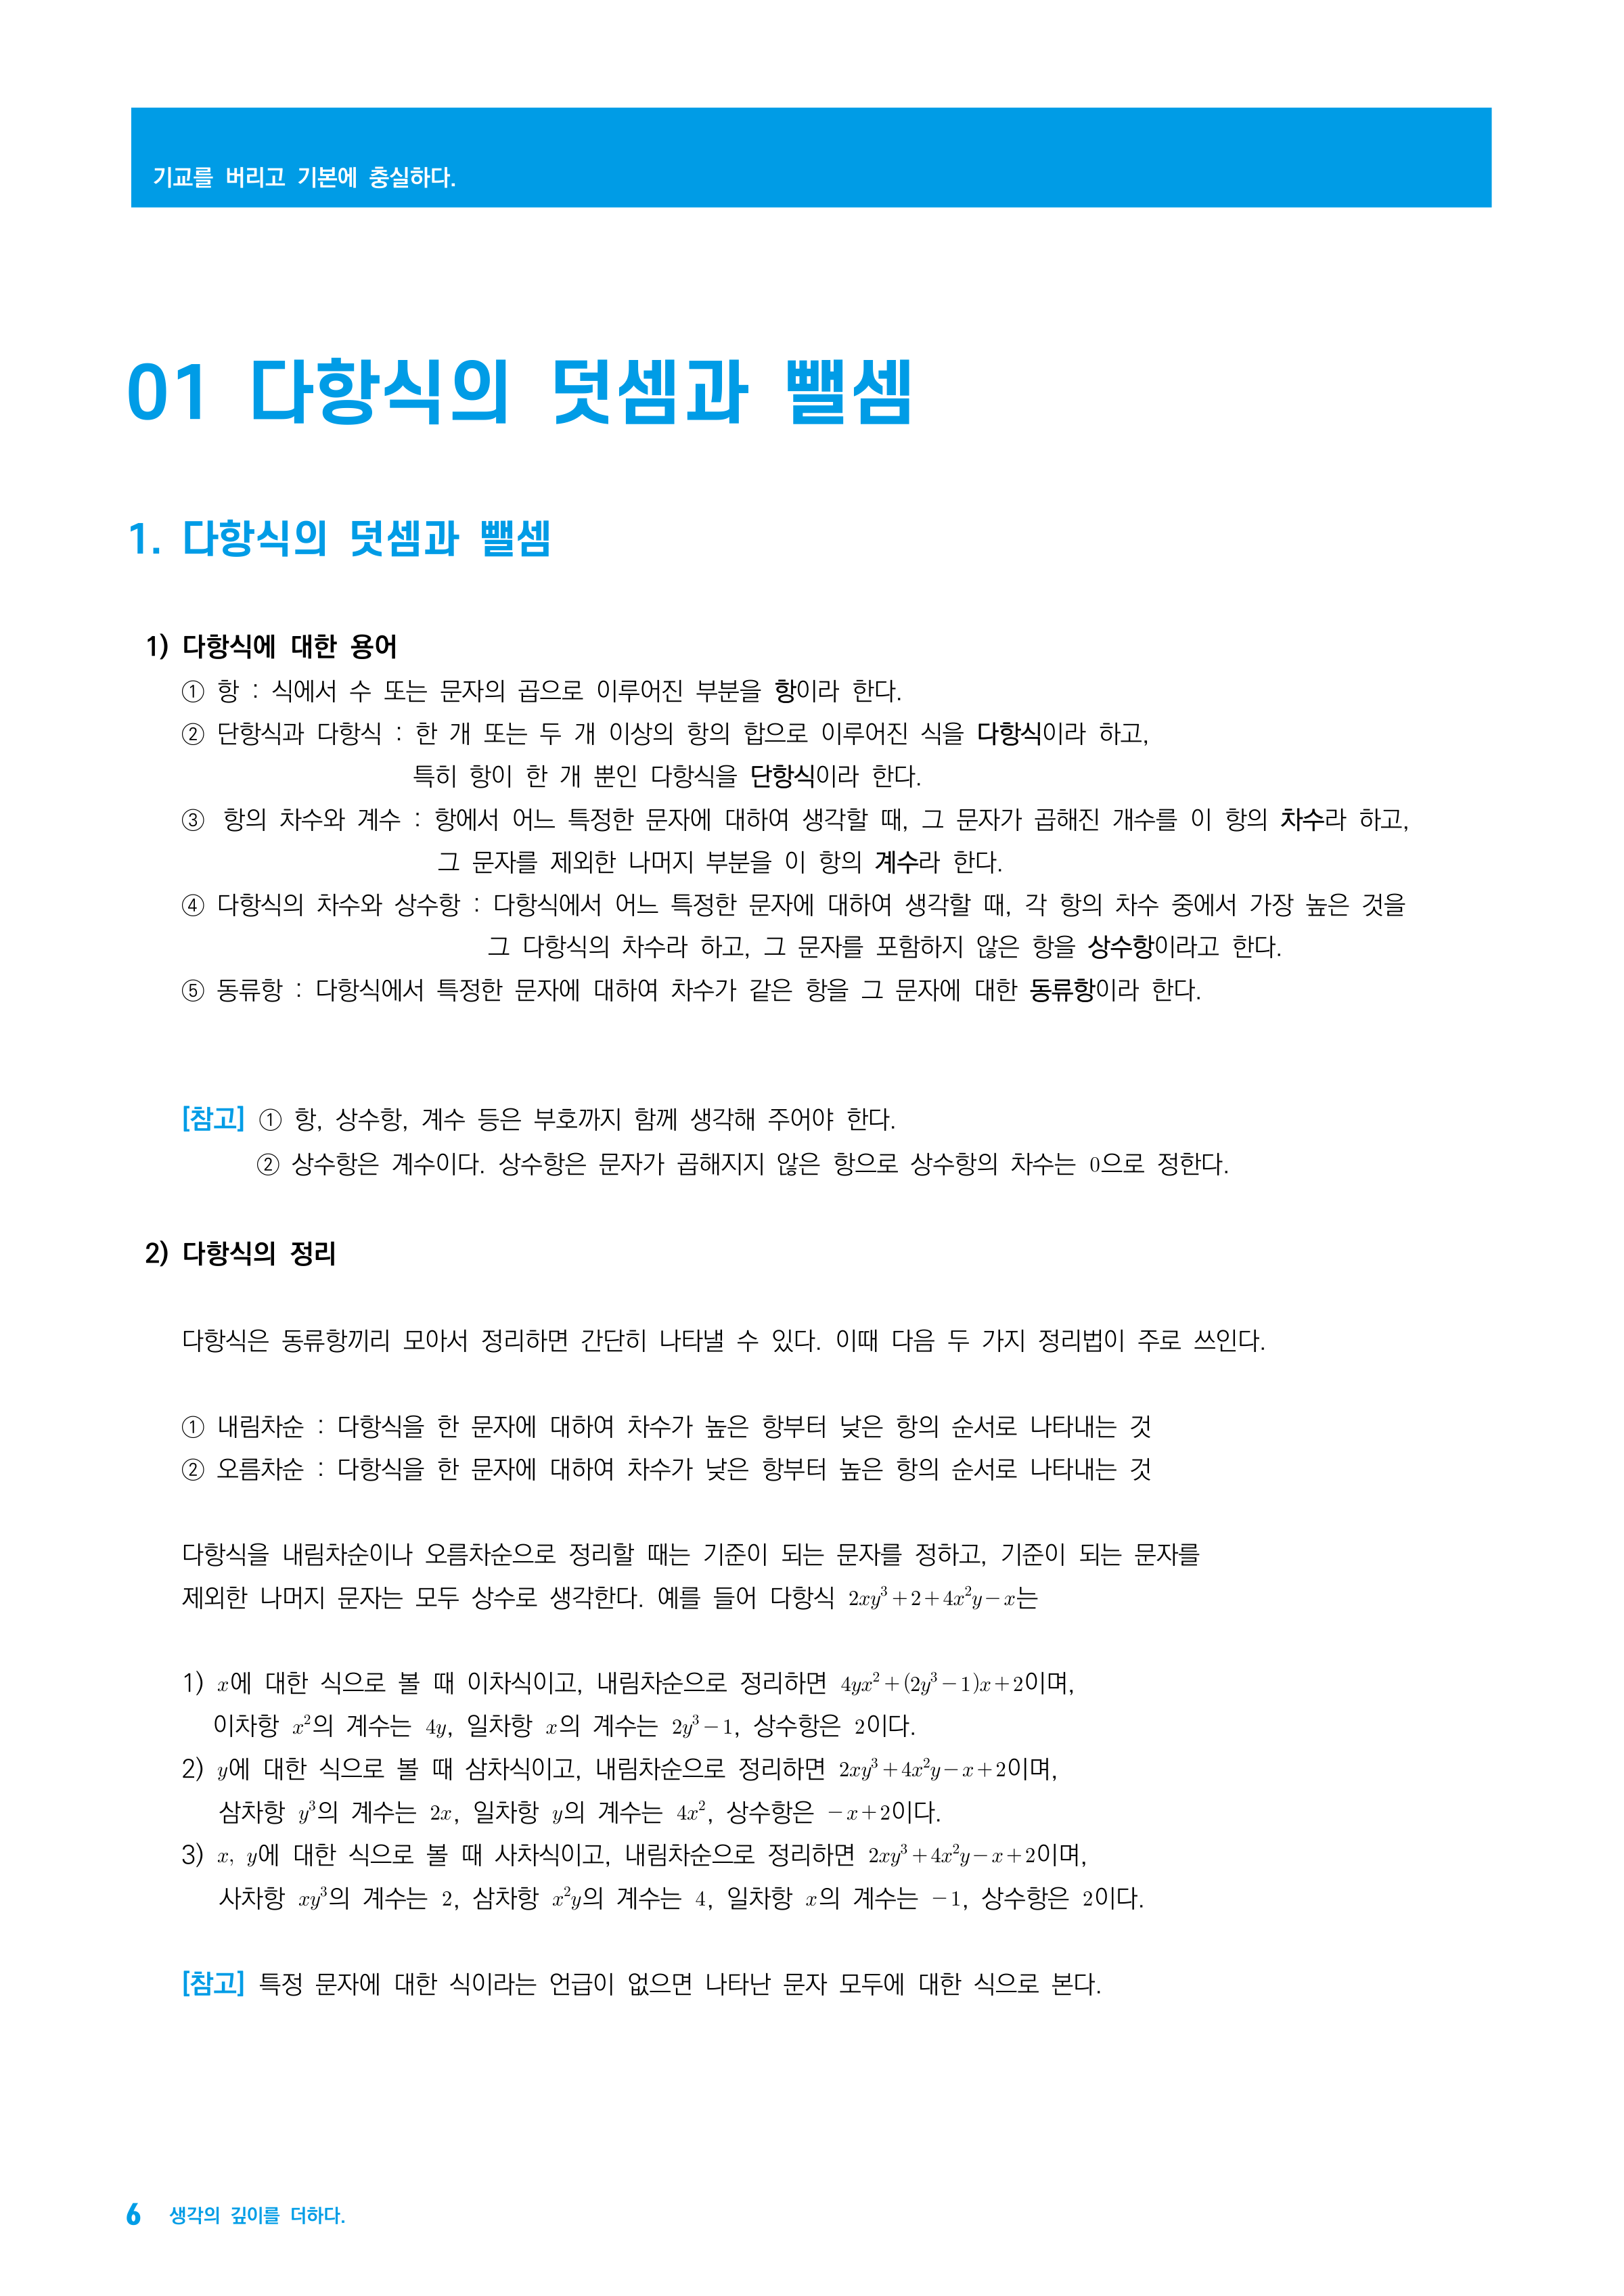 기교를 버리고 기본에 충실하다.
01 다항식의 덧셈과 뺄셈
1. 다항식의 덧셈과 뺄셈
1) 다항식에 대한 용어
① 항 : 식에서 수 또는 문자의 곱으로 이루어진 부분을 항이라 한다.
② 단항식과 다항식 : 한 개 또는 두 개 이상의 항의 합으로 이루어진 식을 다항식이라 하고,
특히 항이 한 개 뿐인 다항식을 단항식이라 한다.
③ 항의 차수와 계수 : 항에서 어느 특정한 문자에 대하여 생각할 때, 그 문자가 곱해진 개수를 이 항의 차수라 하고,
그 문자를 제외한 나머지 부분을 이 항의 계수라 한다.
④ 다항식의 차수와 상수항 : 다항식에서 어느 특정한 문자에 대하여 생각할 때, 각 항의 차수 중에서 가장 높은 것을
그 다항식의 차수라 하고, 그 문자를 포함하지 않은 항을 상수항이라고 한다.
⑤ 동류항 : 다항식에서 특정한 문자에 대하여 차수가 같은 항을 그 문자에 대한 동류항이라 한다.
[참고] ① 항, 상수항, 계수 등은 부호까지 함께 생각해 주어야 한다.
② 상수항은 계수이다. 상수항은 문자가 곱해지지 않은 항으로 상수항의 차수는 0으로 정한다.
2) 다항식의 정리
다항식은 동류항끼리 모아서 정리하면 간단히 나타낼 수 있다. 이때 다음 두 가지 정리법이 주로 쓰인다.
① 내림차순 : 다항식을 한 문자에 대하여 차수가 높은 항부터 낮은 항의 순서로 나타내는 것
② 오름차순 : 다항식을 한 문자에 대하여 차수가 낮은 항부터 높은 항의 순서로 나타내는 것
다항식을 내림차순이나 오름차순으로 정리할 때는 기준이 되는 문자를 정하고, 기준이 되는 문자를
제외한 나머지 문자는 모두 상수로 생각한다. 예를 들어 다항식 2xy³+2+4x²y−x는
1) x에 대한 식으로 볼 때 이차식이고, 내림차순으로 정리하면 4yx²+(2y³−1)x+2이며,
이차항 x²의 계수는 4y, 일차항 x의 계수는 2y³−1, 상수항은 2이다.
2) y에 대한 식으로 볼 때 삼차식이고, 내림차순으로 정리하면 2xy³+4x²y−x+2이며,
삼차항 y³의 계수는 2x, 일차항 y의 계수는 4x², 상수항은 −x+2이다.
3) x, y에 대한 식으로 볼 때 사차식이고, 내림차순으로 정리하면 2xy³+4x²y−x+2이며,
사차항 xy³의 계수는 2, 삼차항 x²y의 계수는 4, 일차항 x의 계수는 −1, 상수항은 2이다.
[참고] 특정 문자에 대한 식이라는 언급이 없으면 나타난 문자 모두에 대한 식으로 본다.
6 생각의 깊이를 더하다.